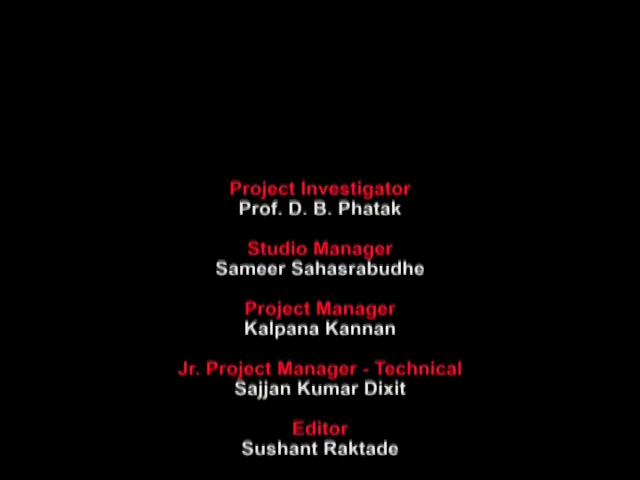 Project Investigator
Prof. D. B. Phatak
Studio Manager
Sameer Sahasrabudhe
Project Manager
Kalpana Kannan
Jr. Project Manager - Technical
Sajjan Kumar Dixit
Editor
Sushant Raktade